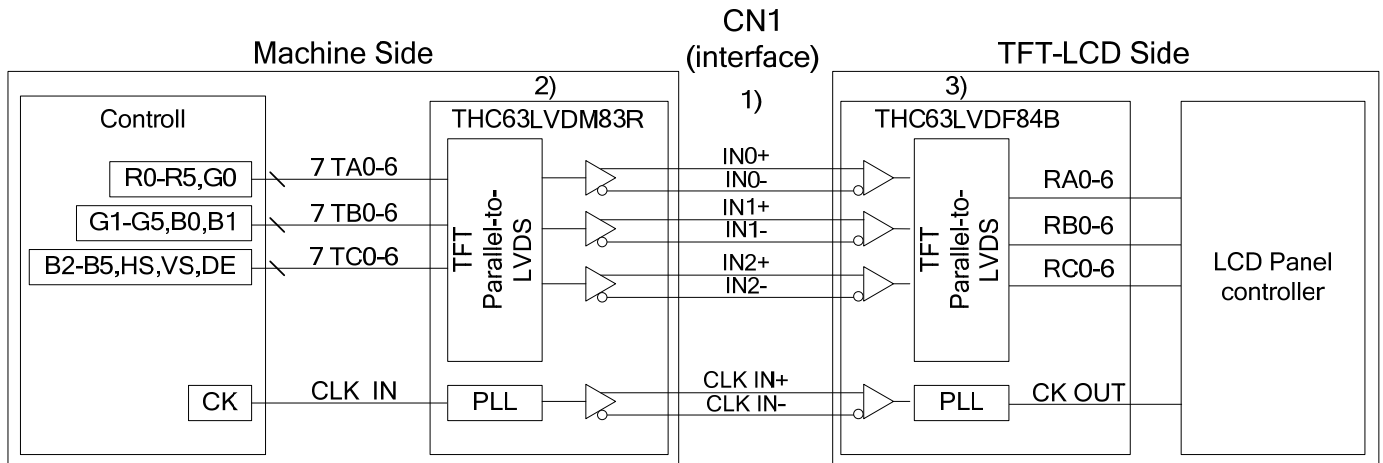 CN1
(interface)
1)
Machine Side
Controll
R0-R5,G0
G1-G5,B0,B1
B2-B5,HS,VS,DE
CK
7 TA0-6
7 TB0-6
7 TC0-6
CLK IN
2)
THC63LVDM83R
TFT
Parallel-to-
LVDS
PLL
IN0+
IN0-
IN1+
IN1-
IN2+
IN2-
CLK IN+
CLK IN-
TFT-LCD Side
3)
THC63LVDF84B
TFT
Parallel-to-
LVDS
PLL
RA0-6
RB0-6
RC0-6
CK OUT
LCD Panel
controller